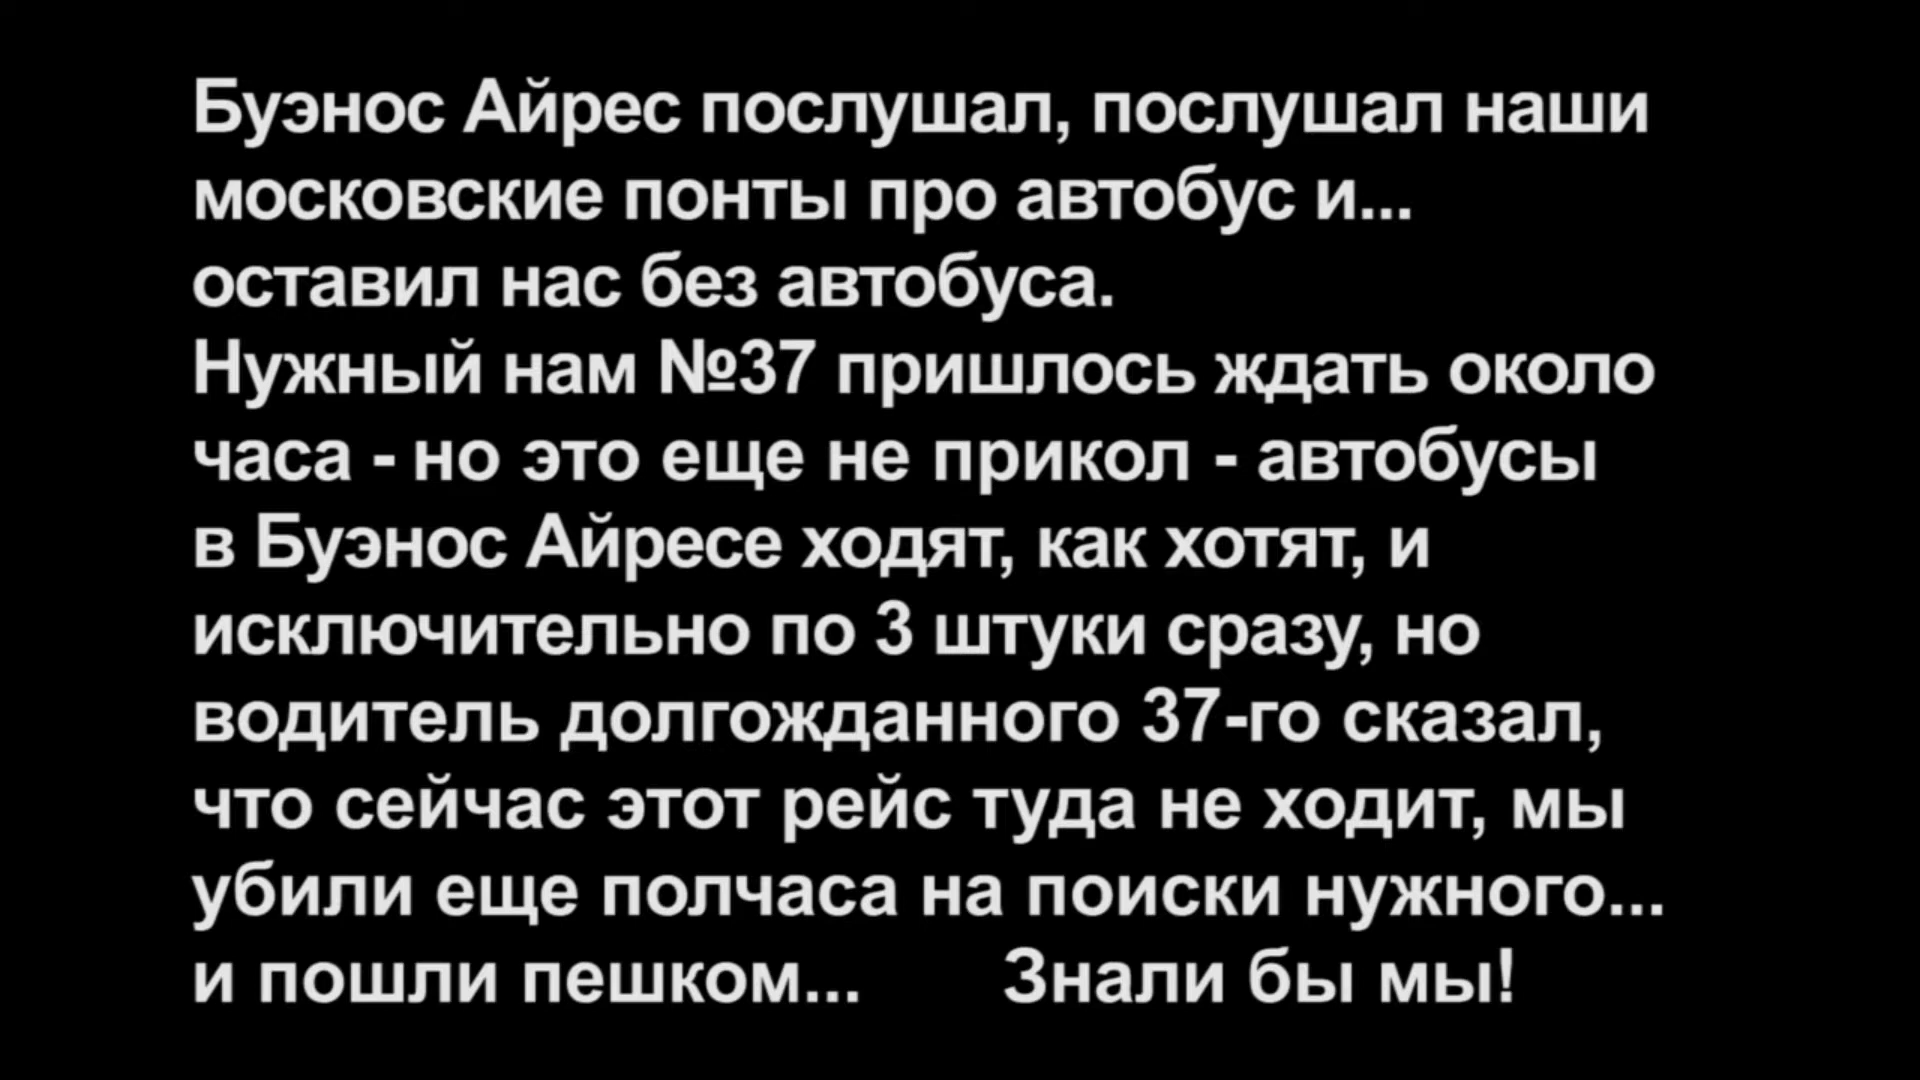 Буэнос Айрес послушал, послушал наши
московские понты про автобус и...
оставил нас без автобуса.
Нужный нам №37 пришлось ждать около
часа - но это еще не прикол - автобусы
в Буэнос Айресе ходят, как хотят, и
исключительно по 3 штуки сразу, но
водитель долгожданного 37-го сказал,
что сейчас этот рейс туда не ходит, мы
убили еще полчаса на поиски нужного...
и пошли пешком... Знали бы мы!